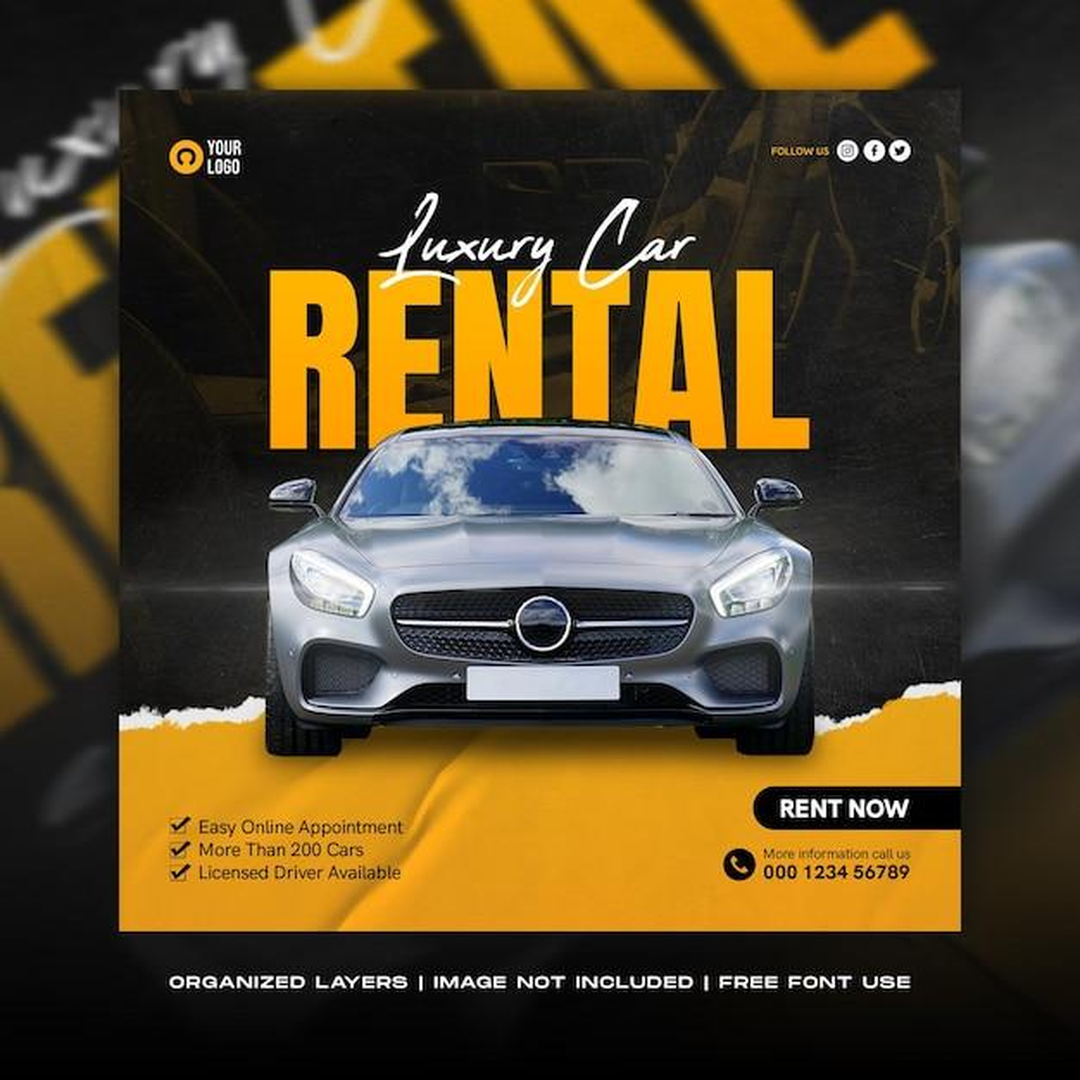 YOUR
LOGO
FOLLOW US
Luxury Car
RENTAL
Easy Online Appointment
More Than 200 Cars
Licensed Driver Available
RENT NOW
More information call us
000 1234 56789
ORGANIZED LAYERS | IMAGE NOT INCLUDED | FREE FONT USE